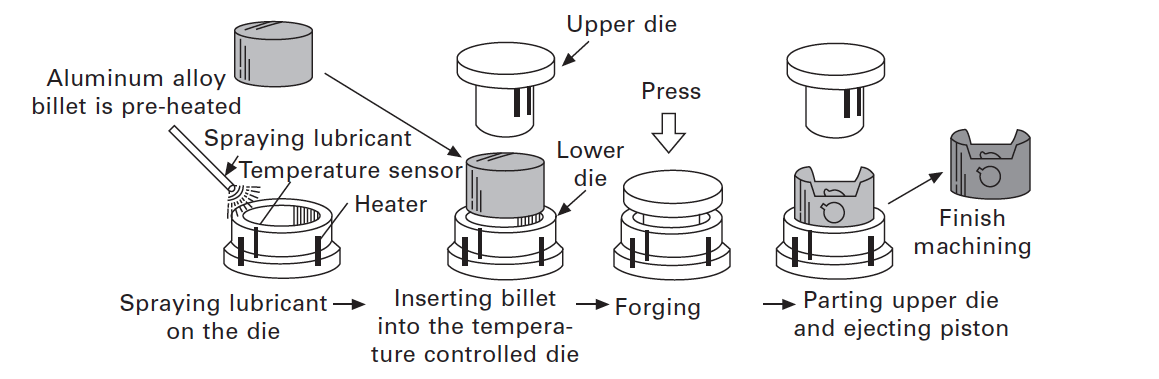 Upper die
Aluminum alloy
billet is pre-heated
Press
Spraying lubricant
Lower
die
Temperature sensor
Heater
Finish
machining
Spraying lubricant
on the die
Inserting billet
into the tempera-
ture controlled die
Forging
Parting upper die
and ejecting piston